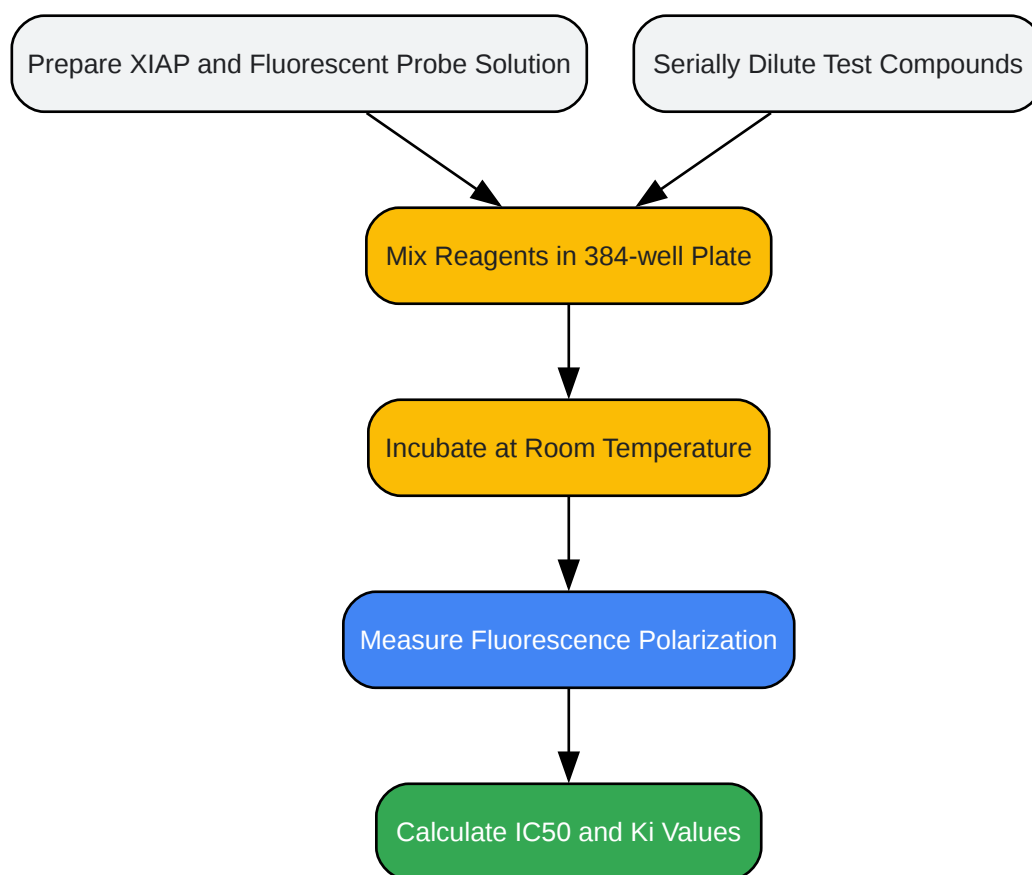 Prepare XIAP and Fluorescent Probe Solution
Serially Dilute Test Compounds
Mix Reagents in 384-well Plate
Incubate at Room Temperature
Measure Fluorescence Polarization
Calculate IC50 and Ki Values